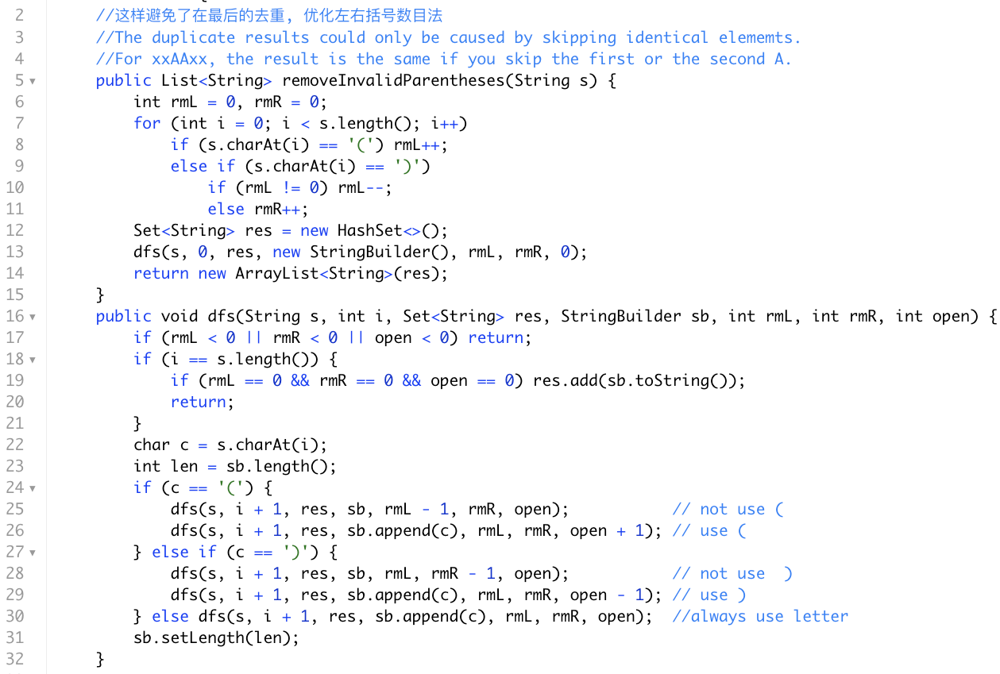 {
2 //这样避免了在最后的去重, 优化左右括号数目法
3 //The duplicate results could only be caused by skipping identical elememts.
4 //For xxAAxx, the result is the same if you skip the first or the second A.
5 public List<String> removeInvalidParentheses(String s) {
6 int rmL = 0, rmR = 0;
7 for (int i = 0; i < s.length(); i++)
8 if (s.charAt(i) == '(') rmL++;
9 else if (s.charAt(i) == ')')
10 if (rmL != 0) rmL--;
11 else rmR++;
12 Set<String> res = new HashSet<>();
13 dfs(s, 0, res, new StringBuilder(), rmL, rmR, 0);
14 return new ArrayList<String>(res);
15 }
16 public void dfs(String s, int i, Set<String> res, StringBuilder sb, int rmL, int rmR, int open) {
17 if (rmL < 0 || rmR < 0 || open < 0) return;
18 if (i == s.length()) {
19 if (rmL == 0 && rmR == 0 && open == 0) res.add(sb.toString());
20 return;
21 }
22 char c = s.charAt(i);
23 int len = sb.length();
24 if (c == '(') {
25 dfs(s, i + 1, res, sb, rmL - 1, rmR, open); // not use (
26 dfs(s, i + 1, res, sb.append(c), rmL, rmR, open + 1); // use (
27 } else if (c == ')') {
28 dfs(s, i + 1, res, sb, rmL, rmR - 1, open); // not use  )
29 dfs(s, i + 1, res, sb.append(c), rmL, rmR, open - 1); // use )
30 } else dfs(s, i + 1, res, sb.append(c), rmL, rmR, open); //always use letter
31 sb.setLength(len);
32 }